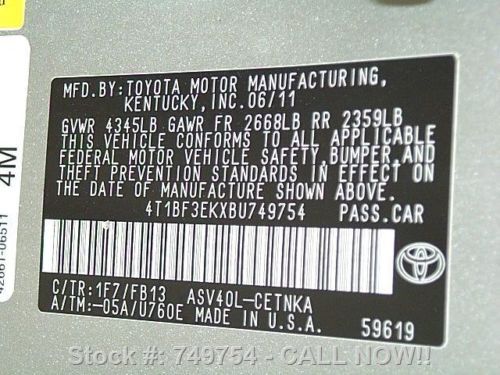 MFD.BY: TOYOTA MOTOR MANUFACTURING,
KENTUCKY, INC. 06/11
GVWR 4345LB GAWR FR 2668LB RR 2359LB
THIS VEHICLE CONFORMS TO ALL APPLICABLE
FEDERAL MOTOR VEHICLE SAFETY, BUMPER, AND
THEFT PREVENTION STANDARDS IN EFFECT ON THE
DATE OF MANUFACTURE SHOWN ABOVE.
4T1BF3EKXBU749754 PASS.CAR
C/TR: 1F7/FB13 ASV40L-CETNKA
A/TM: -05A/U760E MADE IN U.S.A.
59619
4M
42661-06511
Stock #: 749754 - CALL NOW!!